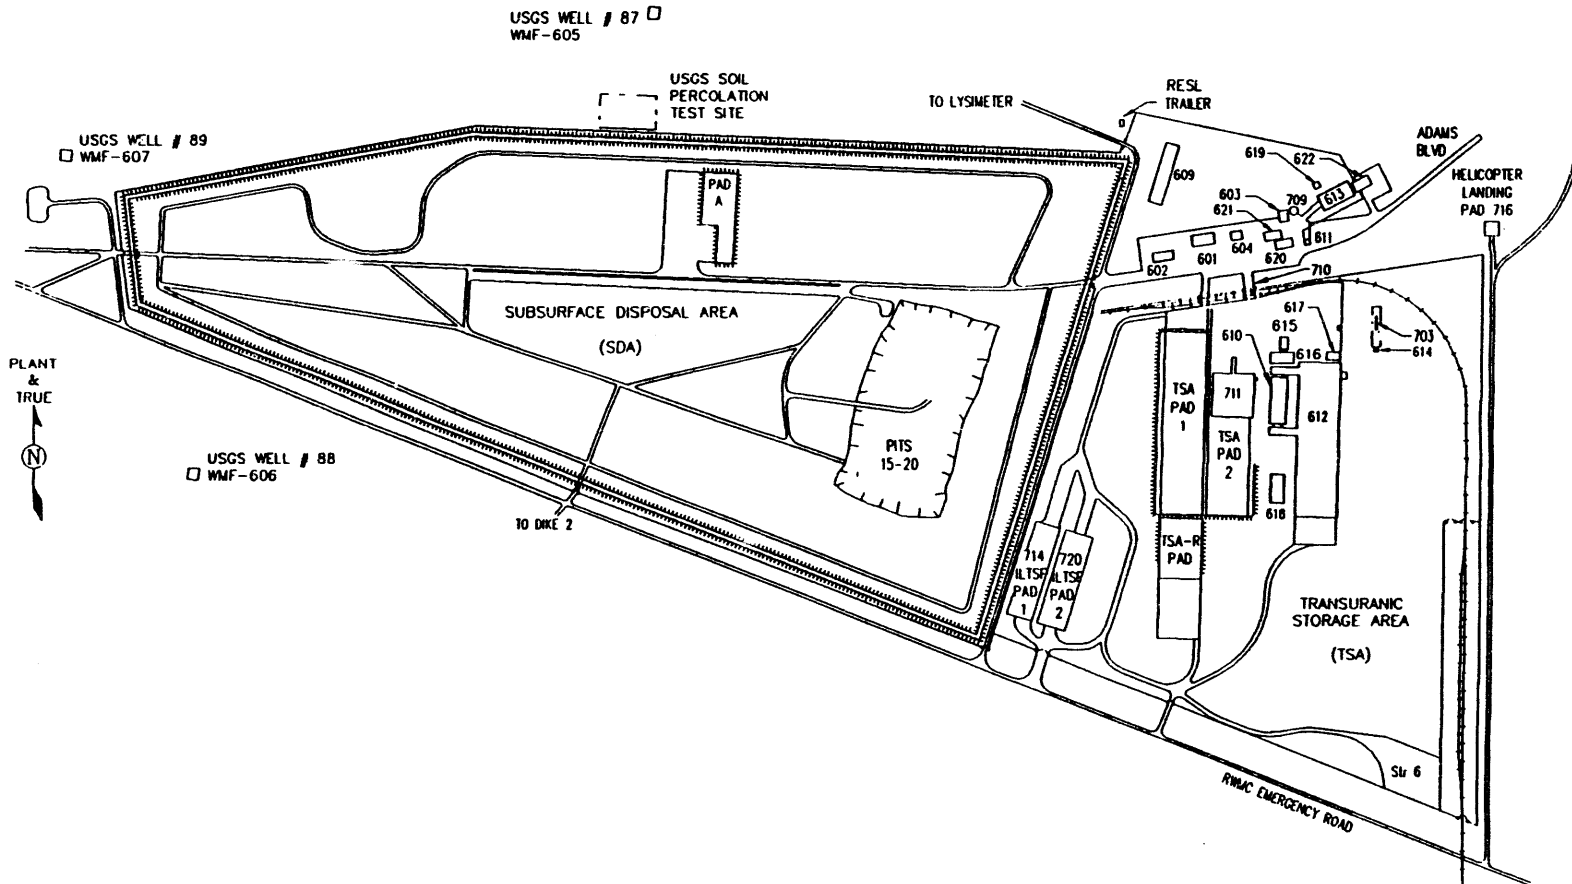 USGS WELL # 87
WMF-605
USGS SOIL
PERCOLATION
TEST SITE
TO LYSIMETER
RESL
TRAILER
ADAMS
BLVD
USGS WELL # 89
WMF-607
HELICOPTER
LANDING
PAD 716
619
622
609
613
603
709
621
PAD
A
611
604
620
601
602
710
SUBSURFACE DISPOSAL AREA
(SDA)
617
615
610
616
703
614
PLANT
&
TRUE
N
TSA
PAD
1
711
612
TSA
PAD
2
PITS
15-20
USGS WELL # 88
WMF-606
618
TO DIKE 2
TSA-R
PAD
714
ILTSF
PAD
1
720
ILTSF
PAD
2
TRANSURANIC
STORAGE AREA
(TSA)
Str 6
RWMC EMERGENCY ROAD